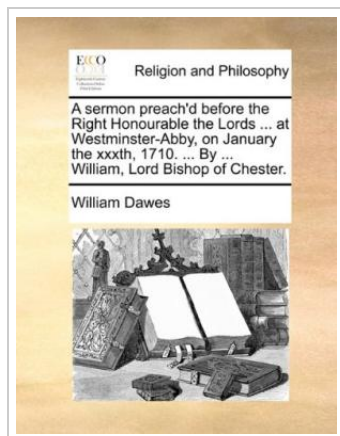 ECCO
Religion and Philosophy
A sermon preach'd before the
Right Honourable the Lords ... at
Westminster-Abby, on January
the xxxth, 1710. ... By ...
William, Lord Bishop of Chester.
William Dawes